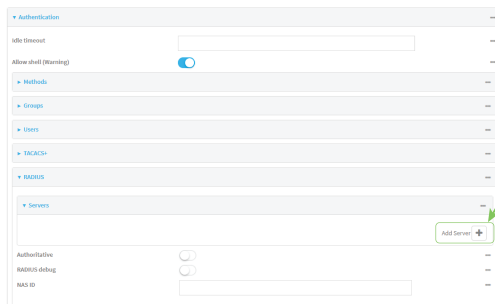 Authentication
Idle timeout
Allow shell (Warning)
Methods
Groups
Users
TACACS+
RADIUS
Servers
Add Server
Authoritative
RADIUS debug
NAS ID